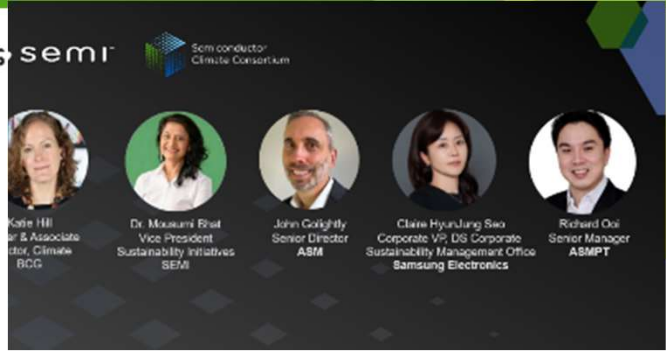 semi
Semiconductor
Climate Consortium
Katie Hill
& Associate
Climate
BCG
Dr. Mousumi Bhat
Vice President
Sustainability Initiatives
SEMI
John Golightly
Senior Director
ASM
Claire HyunJung Seo
Corporate VP, DS Corporate
Sustainability Management Office
Samsung Electronics
Richard Ooi
Senior Manager
ASMPT